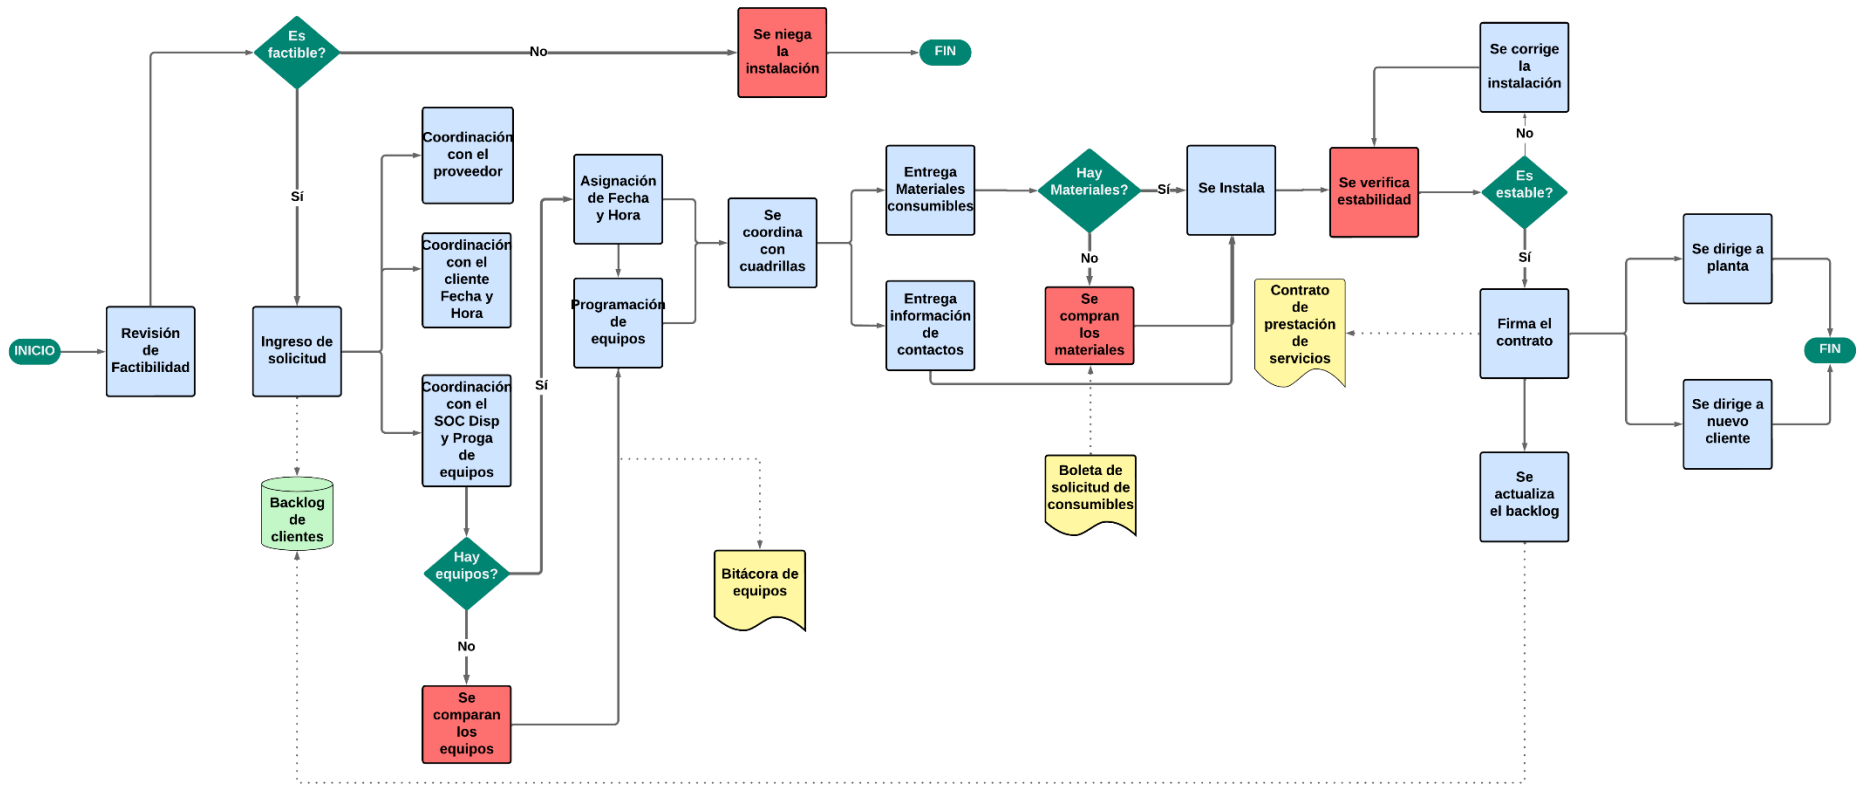 Es
factible?
No
Se niega
la
instalación
FIN
Se corrige
la
instalación
Coordinación
con el
proveedor
No
Sí
Asignación
de Fecha
y Hora
Entrega
Materiales
consumibles
Hay
Materiales?
Sí
Se Instala
Se verifica
estabilidad
Es
estable?
Se
coordina
con
cuadrillas
Coordinación
con el
cliente
Fecha y
Hora
No
Sí
Se dirige a
planta
Programación
de
equipos
Entrega
información
de
contactos
Se
compran
los
materiales
Contrato
de
prestación
de
servicios
Firma el
contrato
INICIO
Revisión
de
Factibilidad
Ingreso de
solicitud
FIN
Coordinación
con el
SOC Disp
y Proga
de
equipos
Sí
Se dirige a
nuevo
cliente
Backlog
de
clientes
Boleta de
solicitud de
consumibles
Se
actualiza
el backlog
Hay
equipos?
Bitácora de
equipos
No
Se
comparan
los
equipos